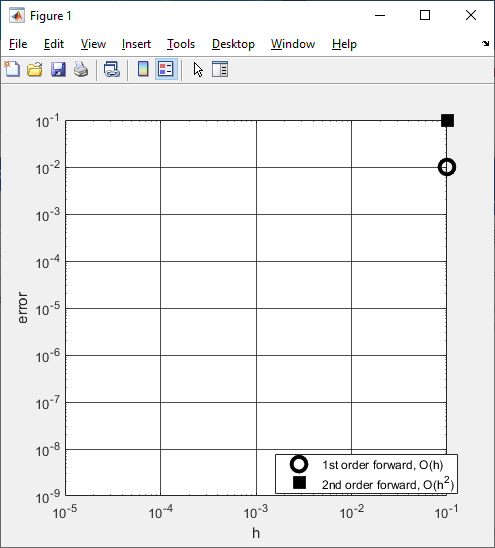 Figure 1
File Edit View Insert Tools Desktop Window Help
10^-1
10^-2
10^-3
10^-4
10^-5
10^-6
10^-7
10^-8
10^-9
error
1st order forward, O(h)
2nd order forward, O(h^2)
10^-5 10^-4 10^-3 10^-2 10^-1
h